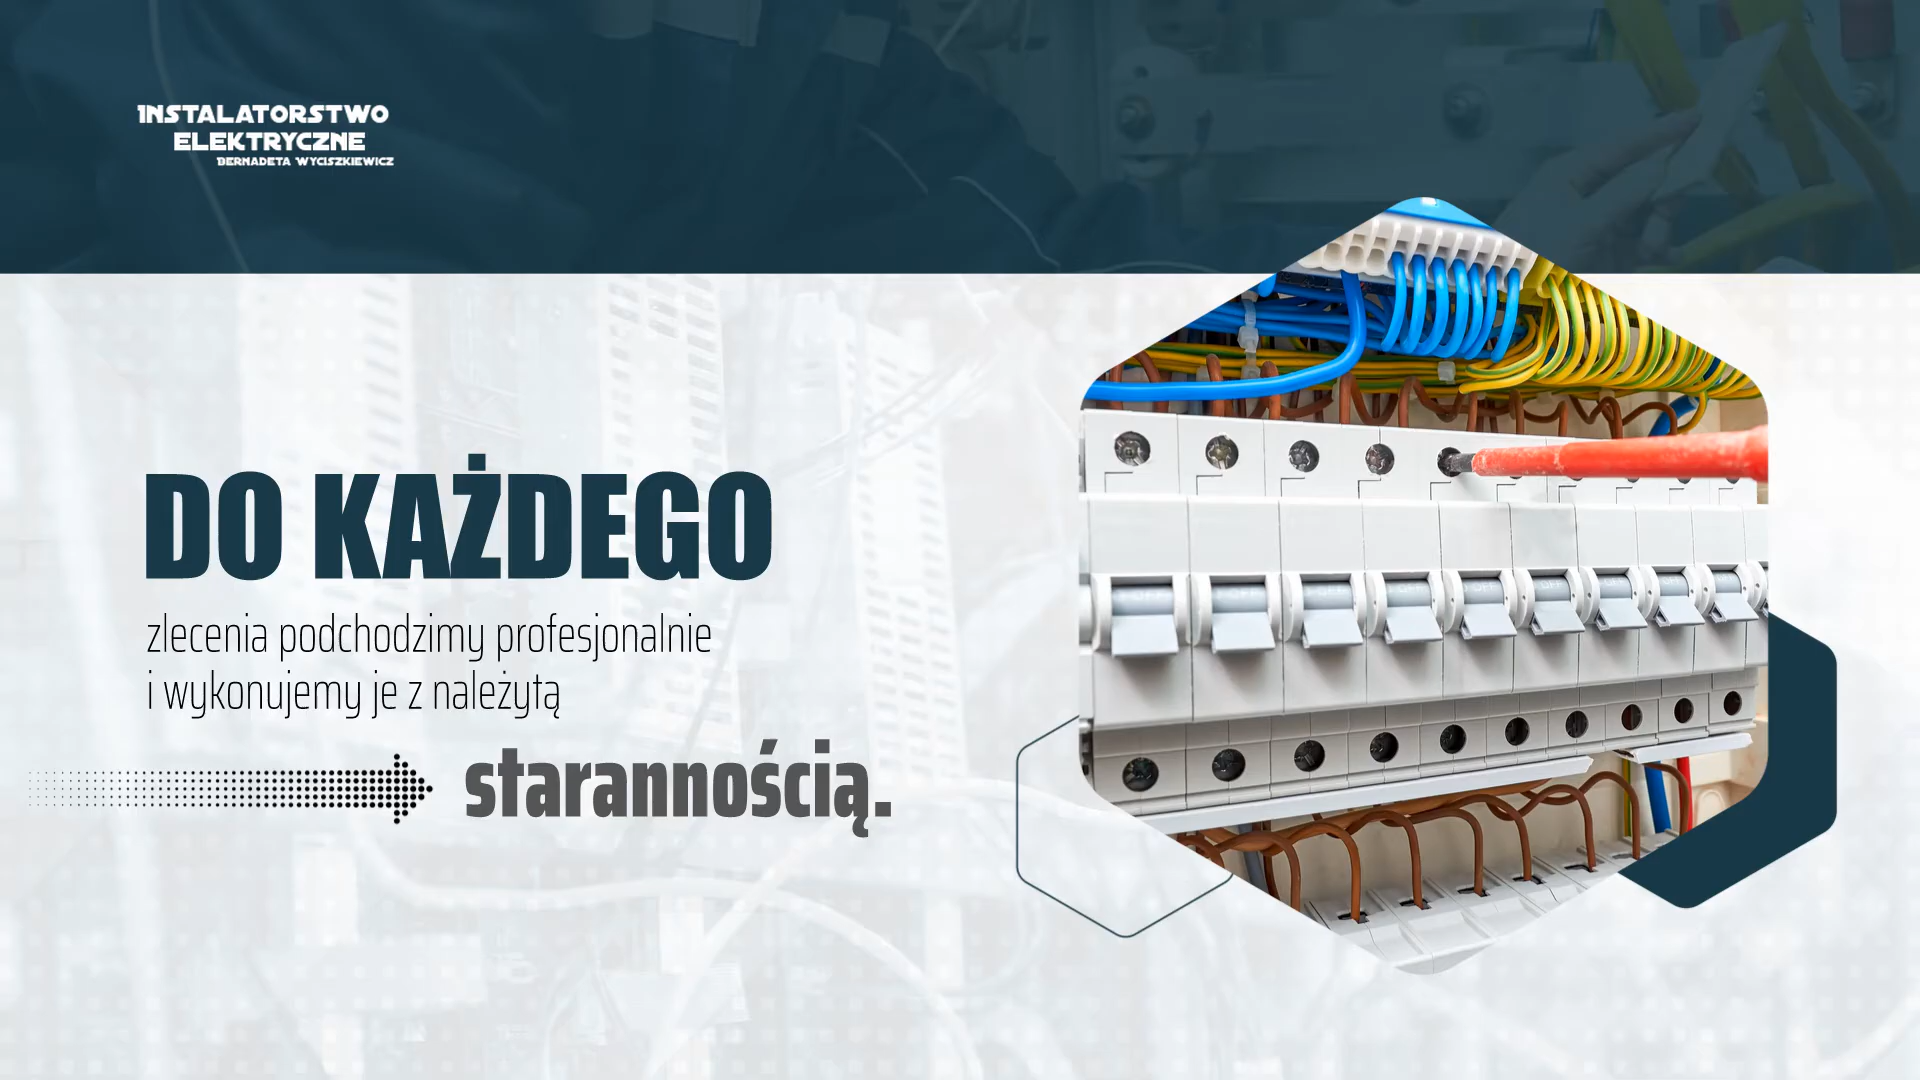 INSTALATORSTWO
ELEKTRYCZNE
BERNADETA WYCISZKIEWICZ
DO KAŻDEGO
zlecenia podchodzimy profesjonalnie
i wykonujemy je z należytą
starannością.